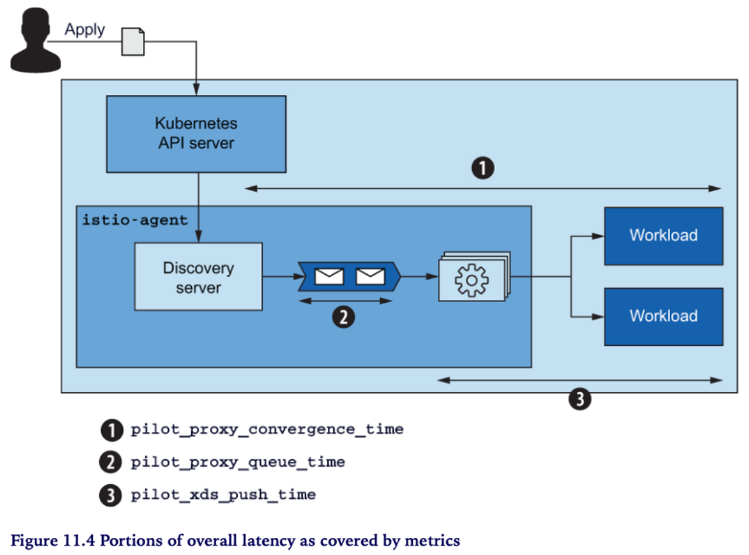 Apply
Kubernetes
API server
1
istio-agent
Discovery
server
2
Workload
Workload
3
1 pilot_proxy_convergence_time
2 pilot_proxy_queue_time
3 pilot_xds_push_time
Figure 11.4 Portions of overall latency as covered by metrics